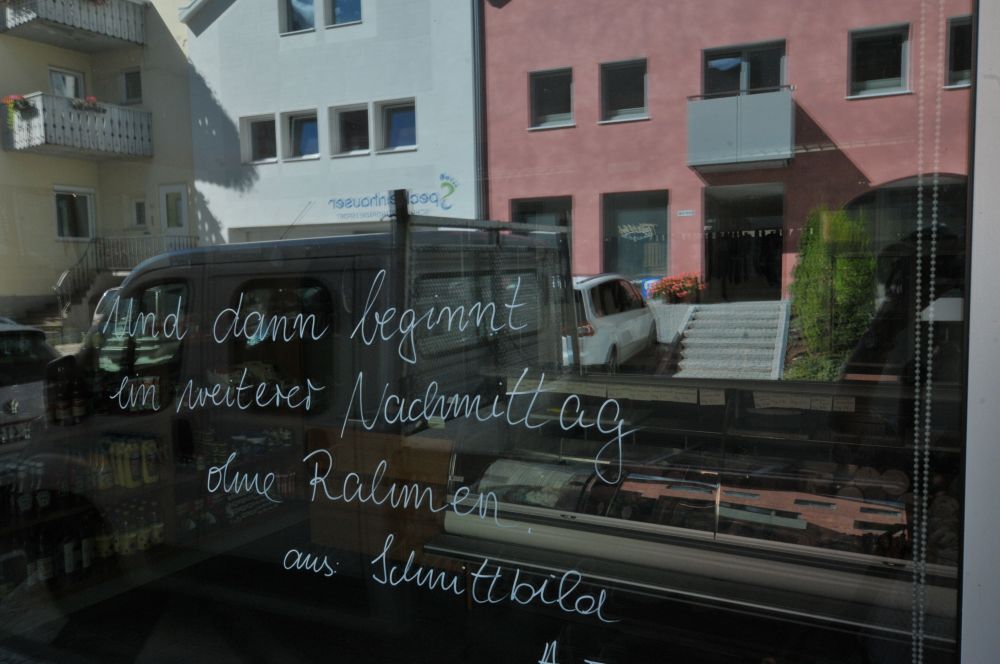 und dann beginnt
ein weiterer Nachmittag
ohne Rahmen.
aus: Schnittbild